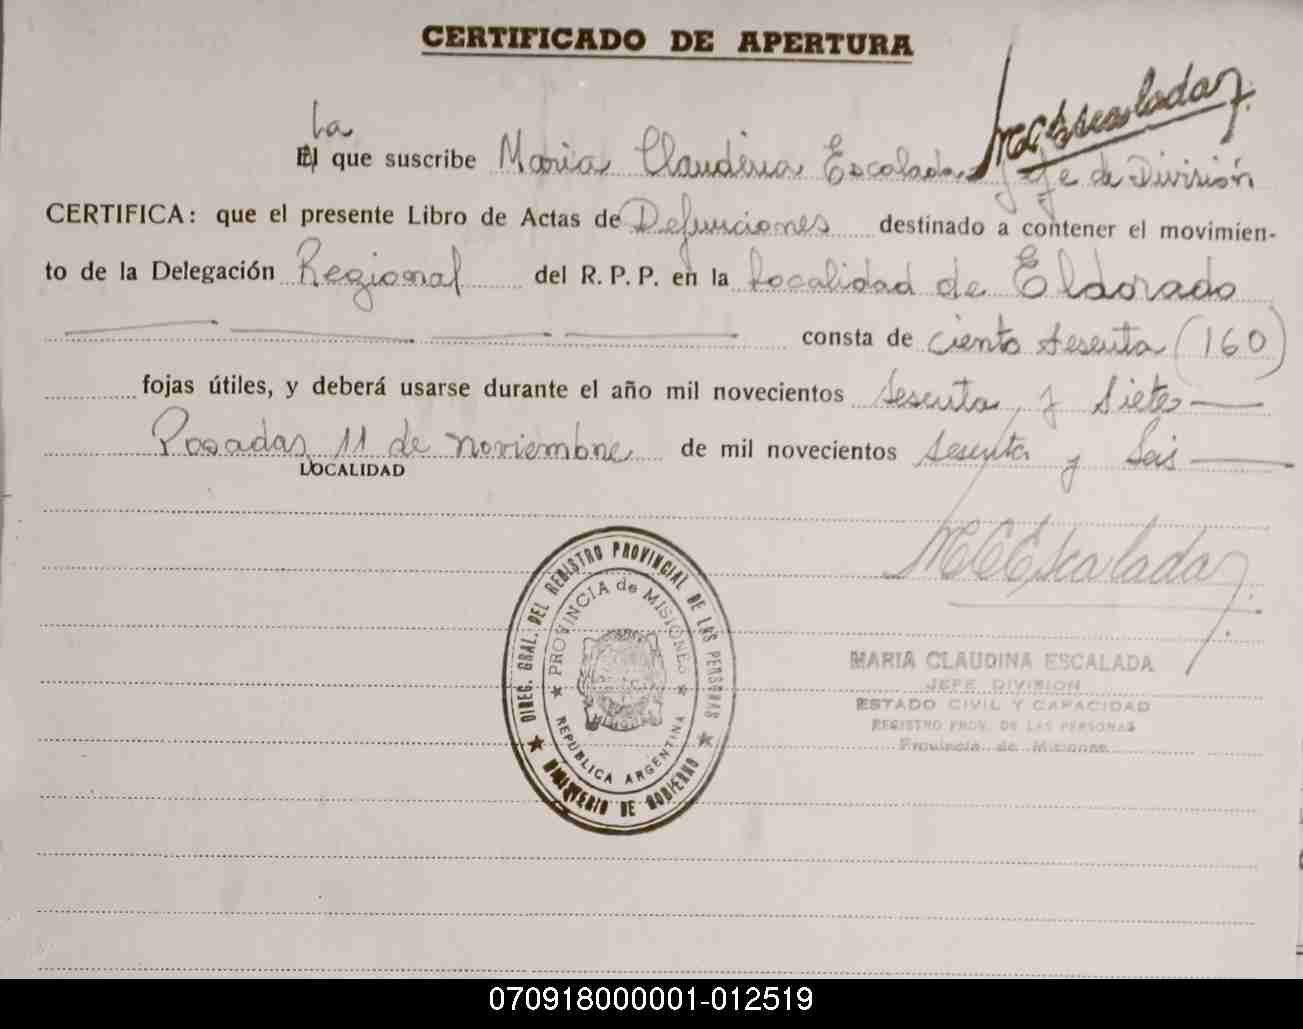 CERTIFICADO DE APERTURA
MCEscalada
La
El que suscribe Maria Claudina Escalada Jefe de División
CERTIFICA: que el presente Libro de Actas de Defunciones destinado a contener el movimien-
to de la Delegación Regional del R. P. P. en la Localidad de Eldorado
consta de ciento sesenta (160)
fojas útiles, y deberá usarse durante el año mil novecientos sesenta y siete
Posadas, 11 de noviembre de mil novecientos sesenta y seis
LOCALIDAD
MCEscalada
DIREC. GRAL. DEL REGISTRO PROVINCIAL DE LAS PERSONAS
PROVINCIA de MISIONES
MISIONES
REPUBLICA ARGENTINA
MINISTERIO DE GOBIERNO
MARIA CLAUDINA ESCALADA
JEFE DIVISION
ESTADO CIVIL Y CAPACIDAD
REGISTRO PROV. DE LAS PERSONAS
Provincia de Misiones
070918000001-012519